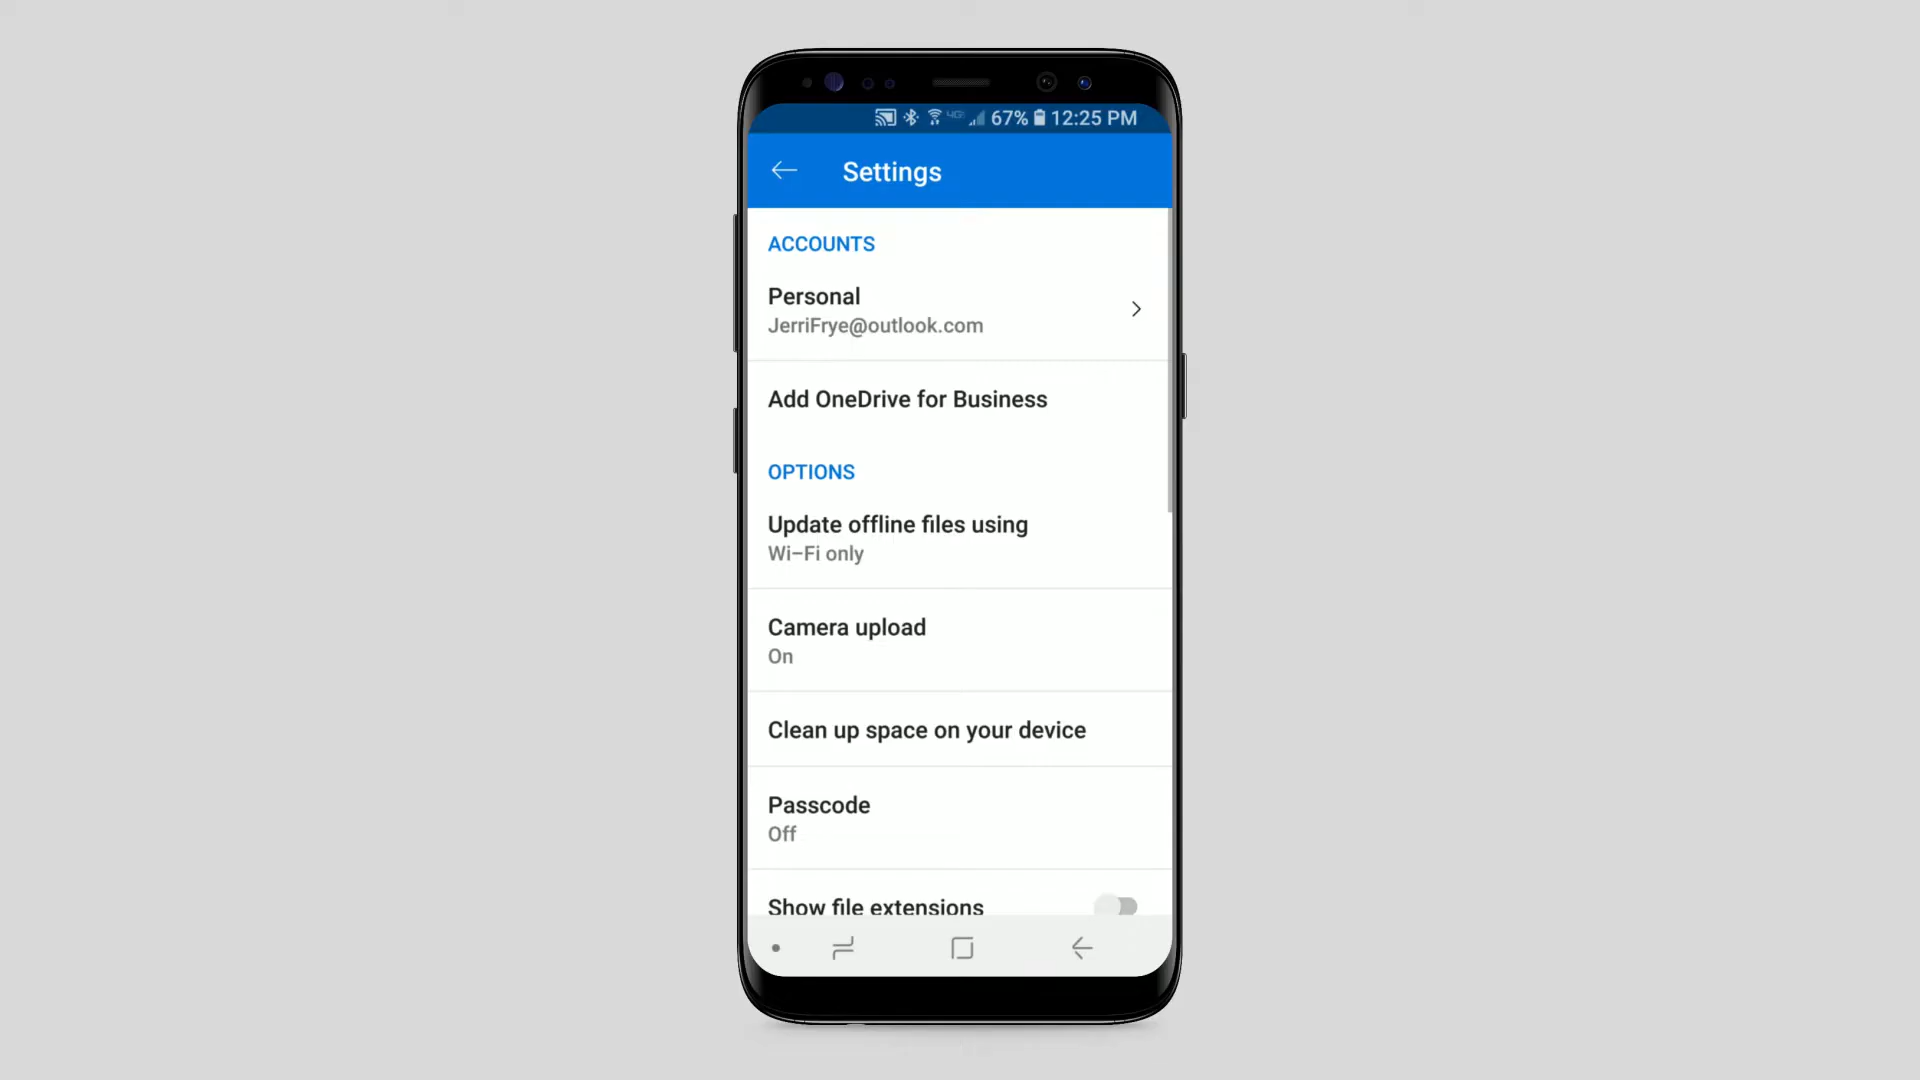 4G 67% 12:25 PM
Settings
ACCOUNTS
Personal
JerriFrye@outlook.com
Add OneDrive for Business
OPTIONS
Update offline files using
Wi-Fi only
Camera upload
On
Clean up space on your device
Passcode
Off
Show file extensions